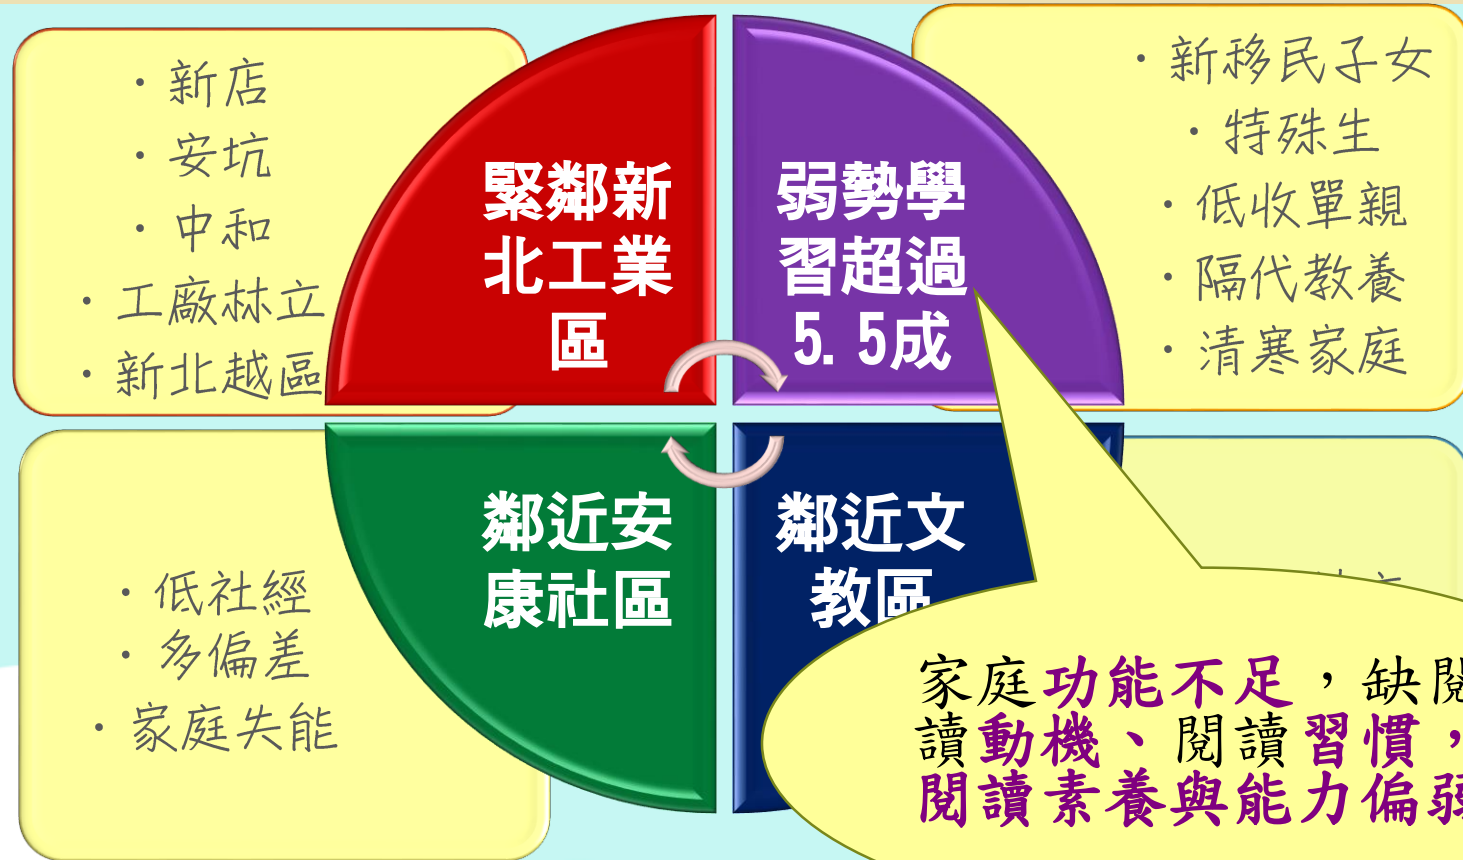 ・新店
・安坑
・中和
・工廠林立
・新北越區
緊鄰新
北工業
區
弱勢學
習超過
5.5成
・新移民子女
・特殊生
・低收單親
・隔代教養
・清寒家庭
・低社經
・多偏差
・家庭失能
鄰近安
康社區
鄰近文
教區
家庭功能不足，缺閱
讀動機、閱讀習慣，
閱讀素養與能力偏弱